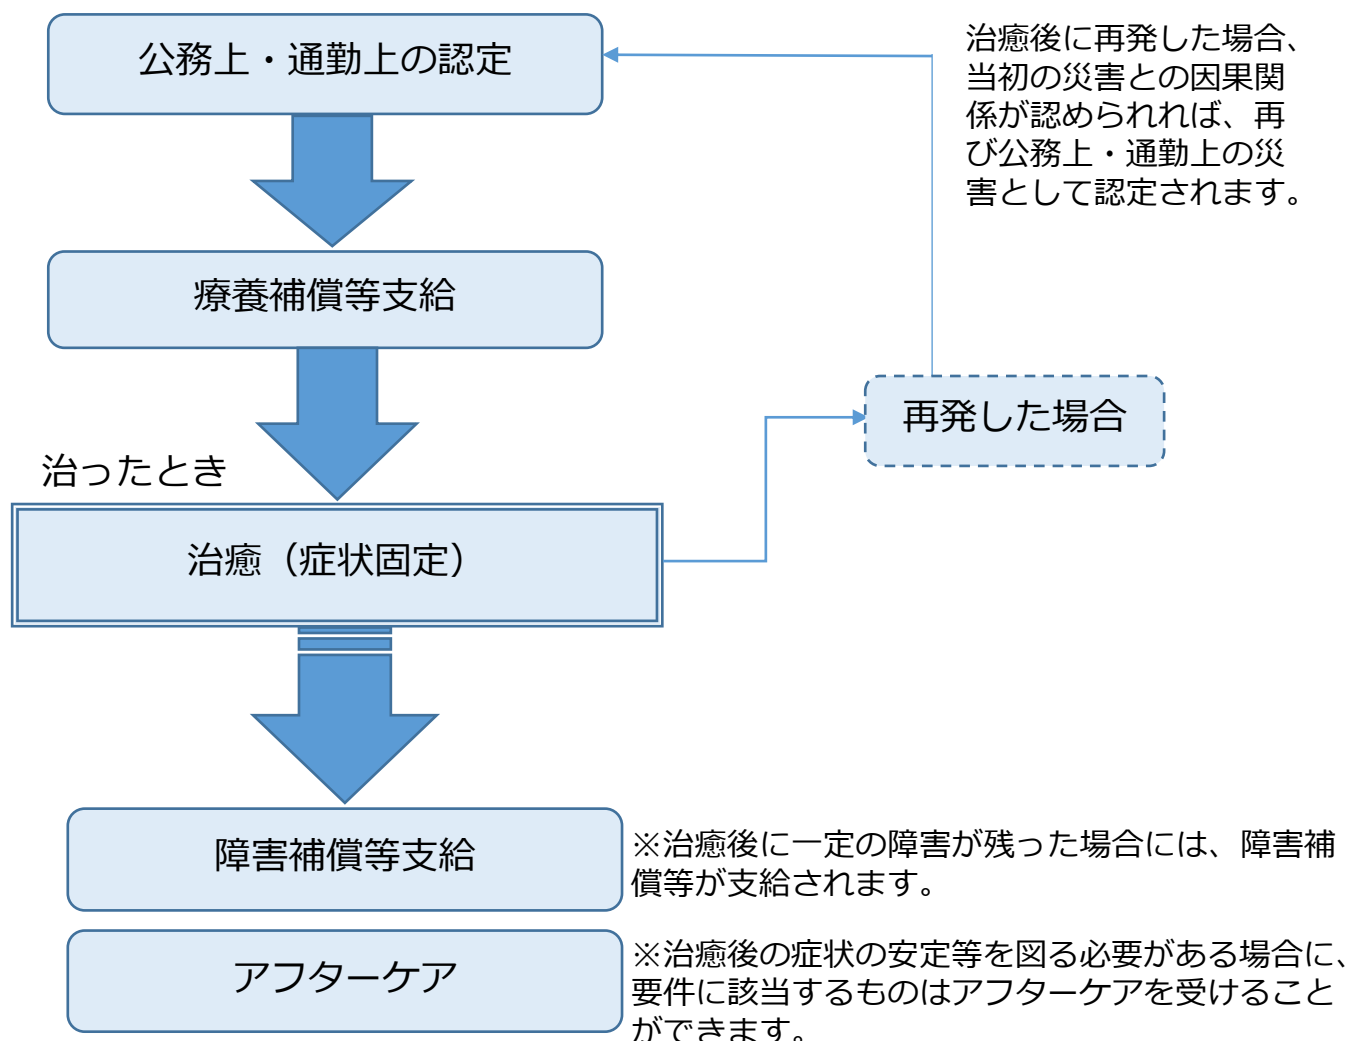 公務上・通勤上の認定
治癒後に再発した場合、
当初の災害との因果関
係が認められれば、再
び公務上・通勤上の災
害として認定されます。
療養補償等支給
再発した場合
治ったとき
治癒（症状固定）
障害補償等支給
※治癒後に一定の障害が残った場合には、障害補
償等が支給されます。
アフターケア
※治癒後の症状の安定等を図る必要がある場合に、
要件に該当するものはアフターケアを受けること
ができます。